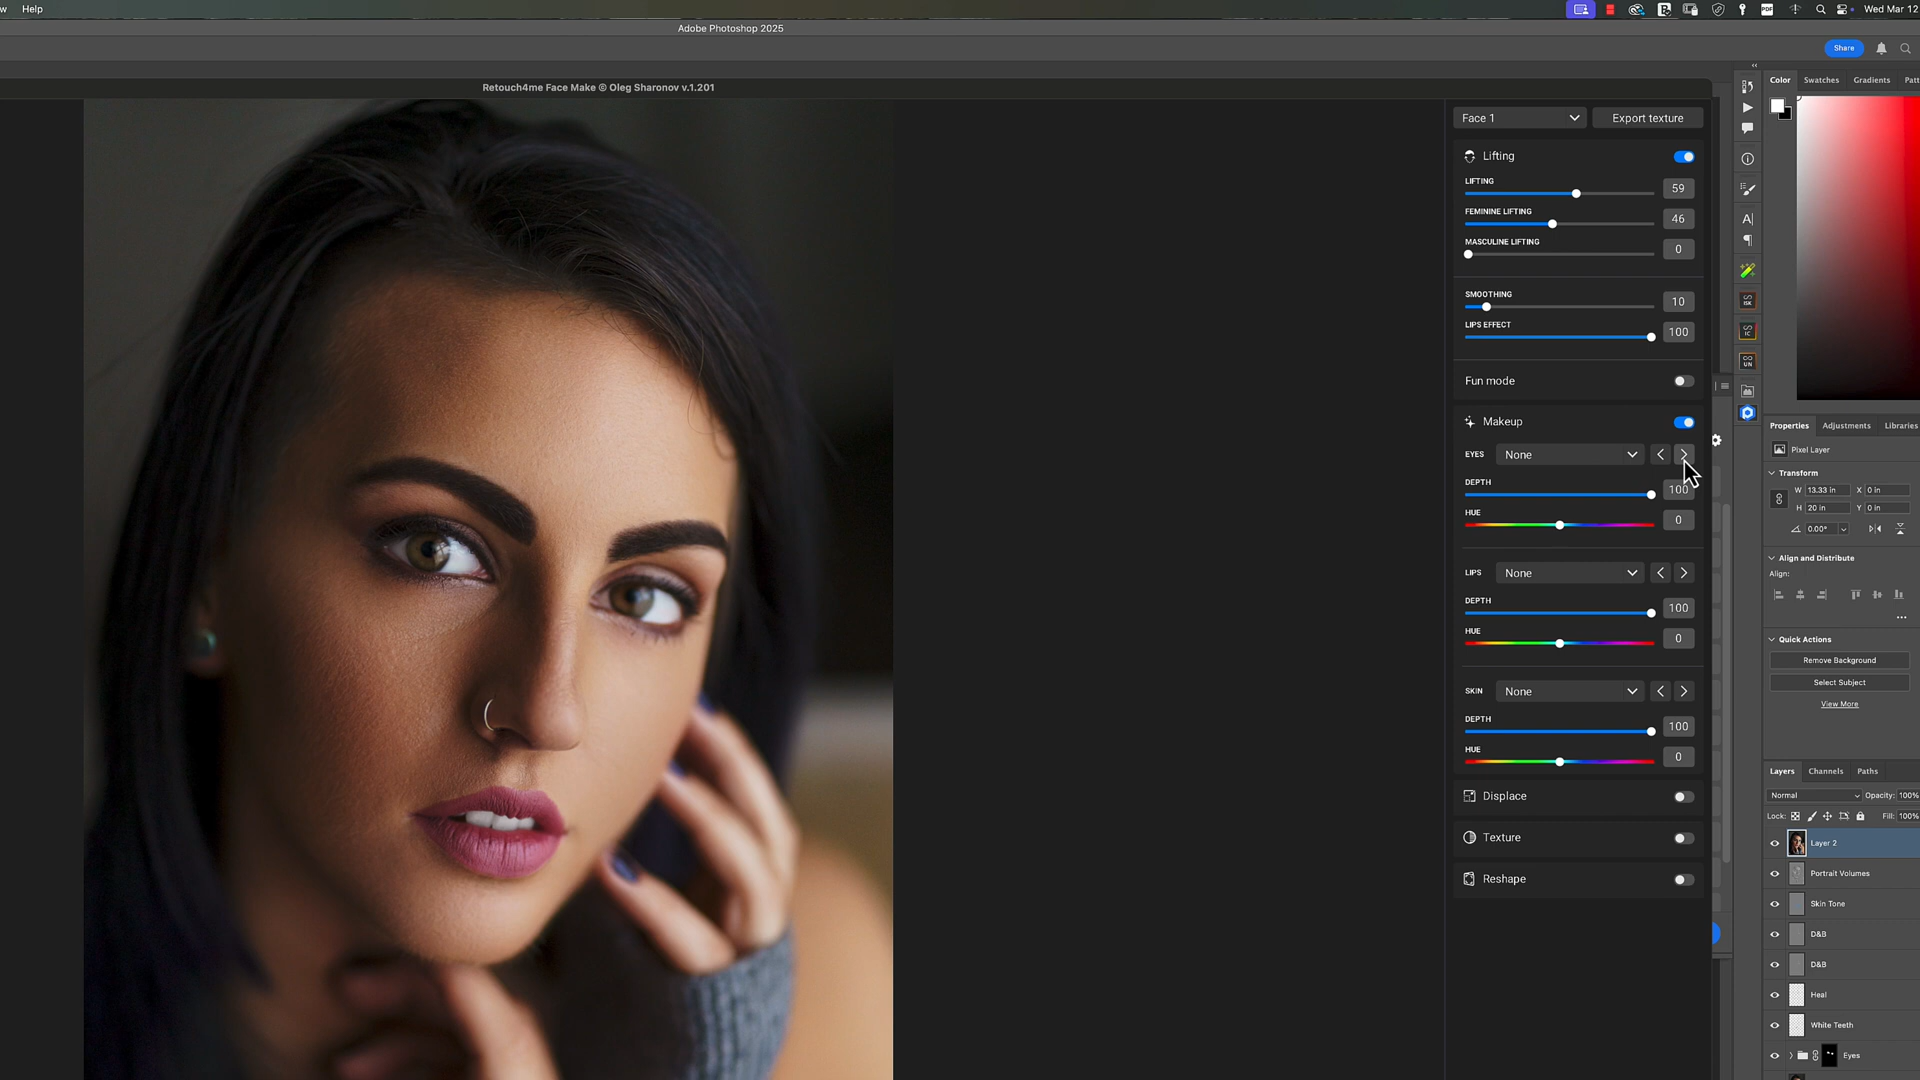 w Help
Wed Mar 12
Adobe Photoshop 2025
Share
Retouch4me Face Make © Oleg Sharonov v.1.201
Face 1
Export texture
Lifting
LIFTING
59
FEMININE LIFTING
46
MASCULINE LIFTING
0
SMOOTHING
10
LIPS EFFECT
100
Fun mode
Makeup
EYES None
DEPTH
100
HUE
0
LIPS None
DEPTH
100
HUE
0
SKIN None
DEPTH
100
HUE
0
Displace
Texture
Reshape
Color Swatches Gradients Patt
Properties Adjustments Libraries
Pixel Layer
Transform
W 13.33 in X 0 in
H 20 in Y 0 in
0.00°
Align and Distribute
Align:
Quick Actions
Remove Background
Select Subject
View More
Layers Channels Paths
Normal Opacity: 100%
Lock: Fill: 100%
Layer 2
Portrait Volumes
Skin Tone
D&B
D&B
Heal
White Teeth
Eyes